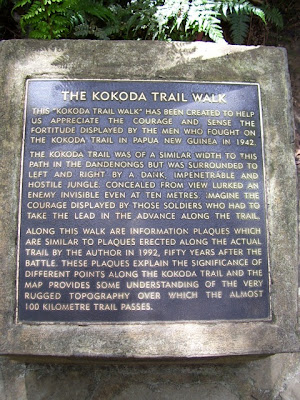 THE KOKODA TRAIL WALK
THIS "KOKODA TRAIL WALK" HAS BEEN CREATED TO HELP
US APPRECIATE THE COURAGE AND SENSE THE
FORTITUDE DISPLAYED BY THE MEN WHO FOUGHT ON
THE KOKODA TRAIL IN PAPUA NEW GUINEA IN 1942.
THE KOKODA TRAIL WAS OF A SIMILAR WIDTH TO THIS
PATH IN THE DANDENONGS BUT WAS SURROUNDED TO
LEFT AND RIGHT BY A DANK, IMPENETRABLE AND
HOSTILE JUNGLE. CONCEALED FROM VIEW LURKED AN
ENEMY INVISIBLE EVEN AT TEN METRES. IMAGINE THE
COURAGE DISPLAYED BY THOSE SOLDIERS WHO HAD TO
TAKE THE LEAD IN THE ADVANCE ALONG THE TRAIL.
ALONG THIS WALK ARE INFORMATION PLAQUES WHICH
ARE SIMILAR TO PLAQUES ERECTED ALONG THE ACTUAL
TRAIL BY THE AUTHOR IN 1992, FIFTY YEARS AFTER THE
BATTLE. THESE PLAQUES EXPLAIN THE SIGNIFICANCE OF
DIFFERENT POINTS ALONG THE KOKODA TRAIL AND THE
MAP PROVIDES SOME UNDERSTANDING OF THE VERY
RUGGED TOPOGRAPHY OVER WHICH THE ALMOST
100 KILOMETRE TRAIL PASSES.